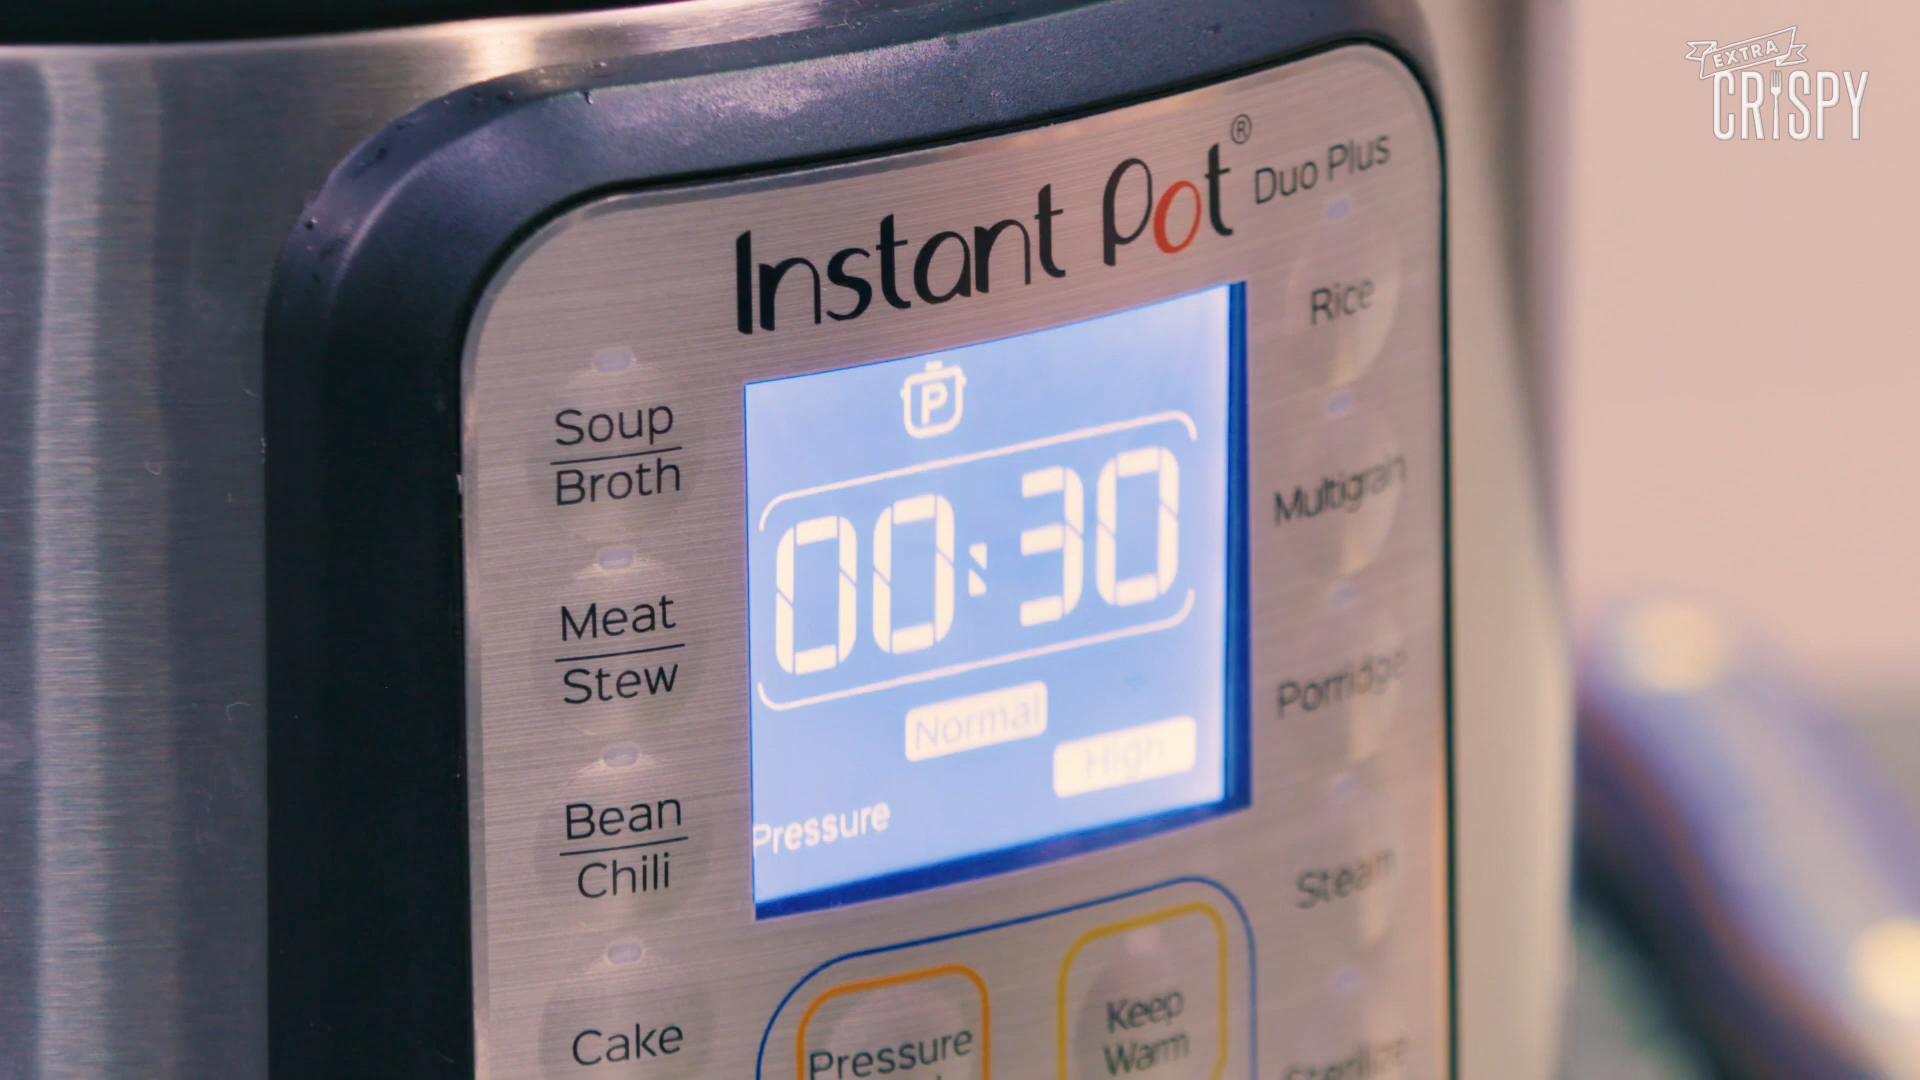 EXTRA
CRISPY
Instant Pot® Duo Plus
Rice
Soup
Broth
P
00:30
Multigrain
Meat
Stew
Normal
High
Porridge
Pressure
Bean
Chili
Steam
Cake
Pressure
Keep
Warm
Sterilize